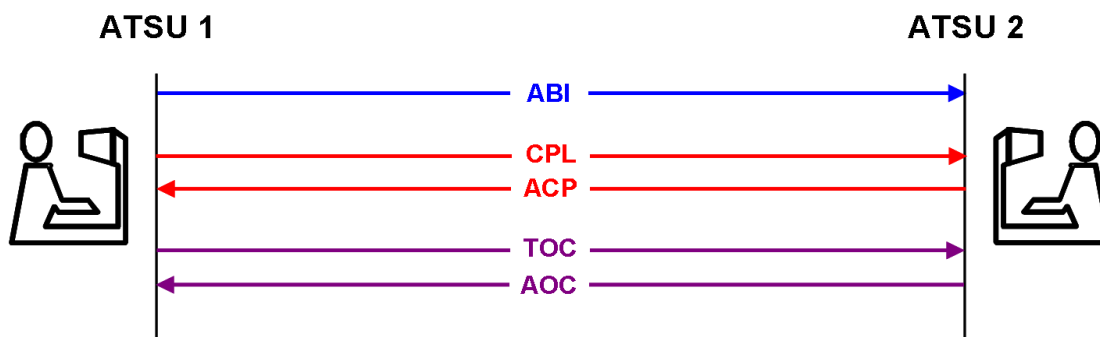 ATSU 1
ATSU 2
ABI
CPL
ACP
TOC
AOC